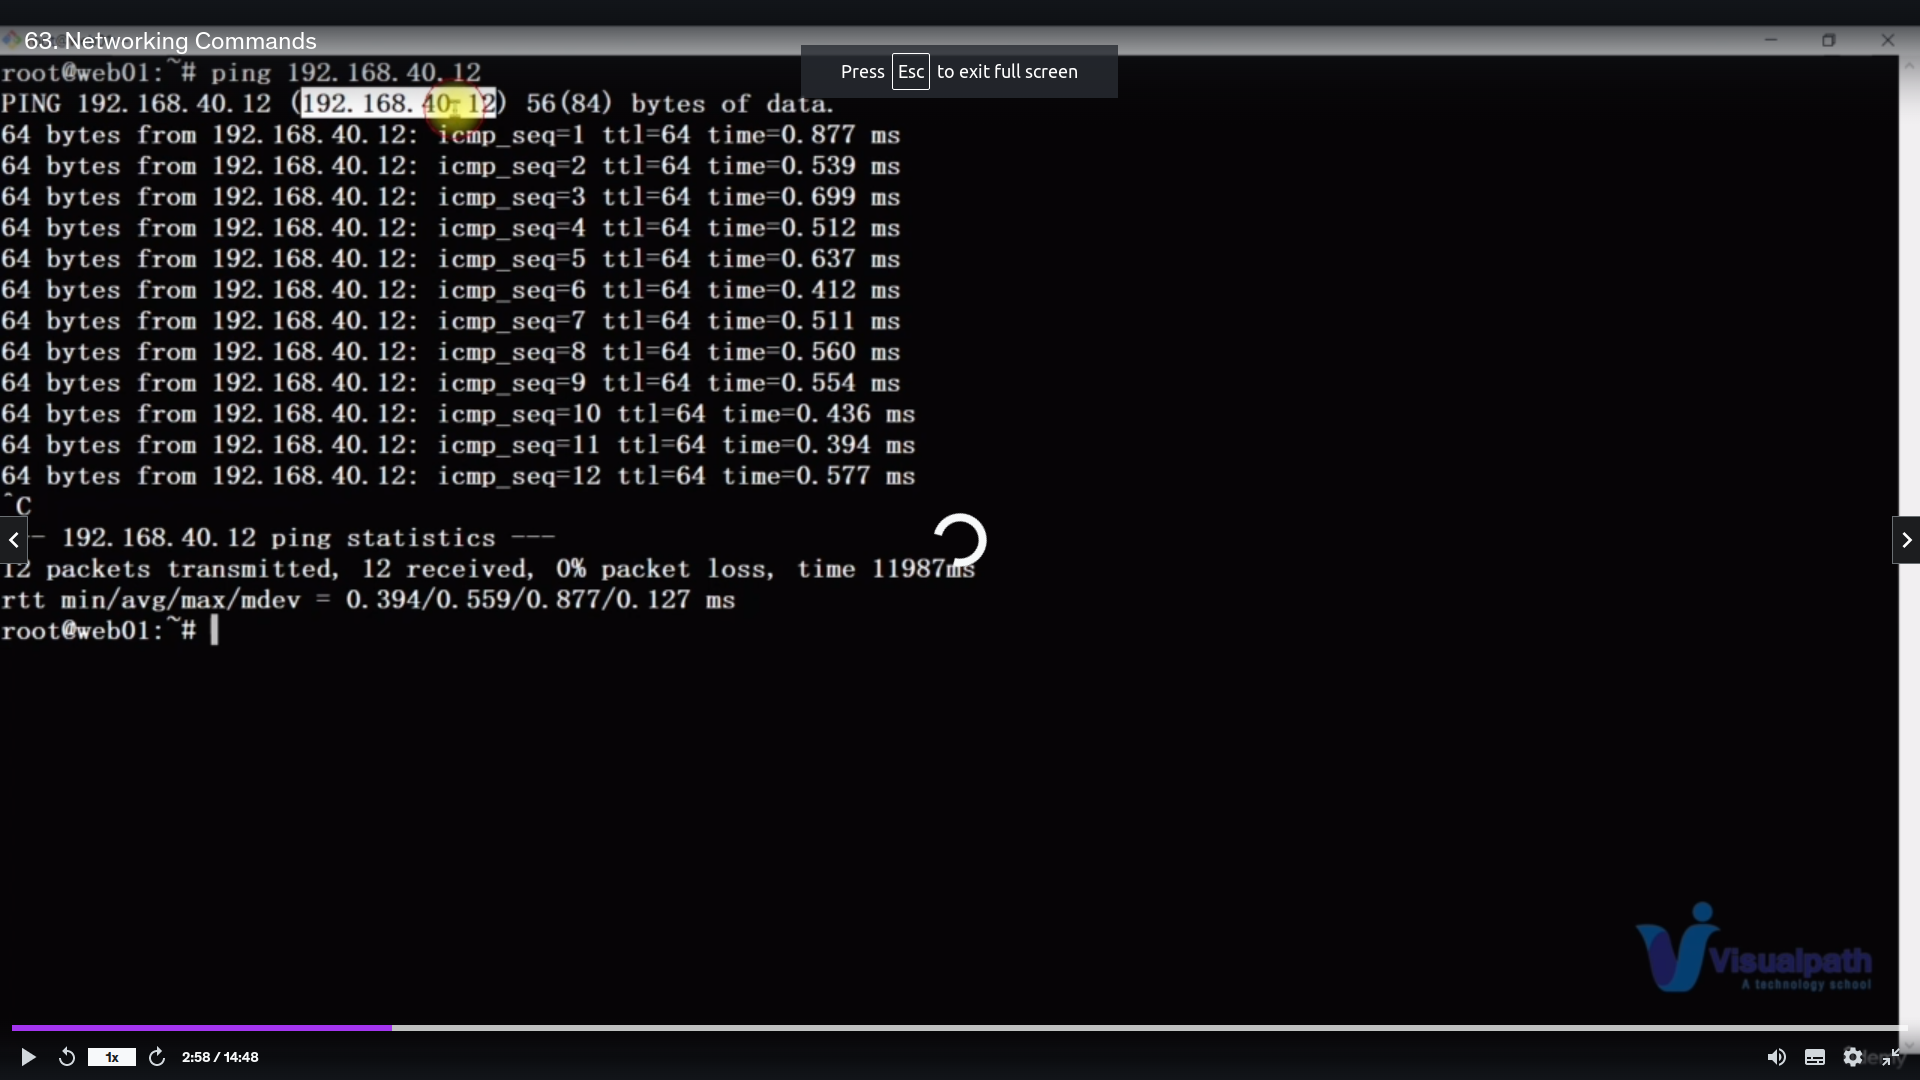 63. Networking Commands
Press Esc to exit full screen
root@web01:~# ping 192.168.40.12
PING 192.168.40.12 (192.168.40.12) 56(84) bytes of data.
64 bytes from 192.168.40.12: icmp_seq=1 ttl=64 time=0.877 ms
64 bytes from 192.168.40.12: icmp_seq=2 ttl=64 time=0.539 ms
64 bytes from 192.168.40.12: icmp_seq=3 ttl=64 time=0.699 ms
64 bytes from 192.168.40.12: icmp_seq=4 ttl=64 time=0.512 ms
64 bytes from 192.168.40.12: icmp_seq=5 ttl=64 time=0.637 ms
64 bytes from 192.168.40.12: icmp_seq=6 ttl=64 time=0.412 ms
64 bytes from 192.168.40.12: icmp_seq=7 ttl=64 time=0.511 ms
64 bytes from 192.168.40.12: icmp_seq=8 ttl=64 time=0.560 ms
64 bytes from 192.168.40.12: icmp_seq=9 ttl=64 time=0.554 ms
64 bytes from 192.168.40.12: icmp_seq=10 ttl=64 time=0.436 ms
64 bytes from 192.168.40.12: icmp_seq=11 ttl=64 time=0.394 ms
64 bytes from 192.168.40.12: icmp_seq=12 ttl=64 time=0.577 ms
^C
-- 192.168.40.12 ping statistics ---
12 packets transmitted, 12 received, 0% packet loss, time 11987ms
rtt min/avg/max/mdev = 0.394/0.559/0.877/0.127 ms
root@web01:~#
Visualpath
A technology school
1x
2:58 / 14:48